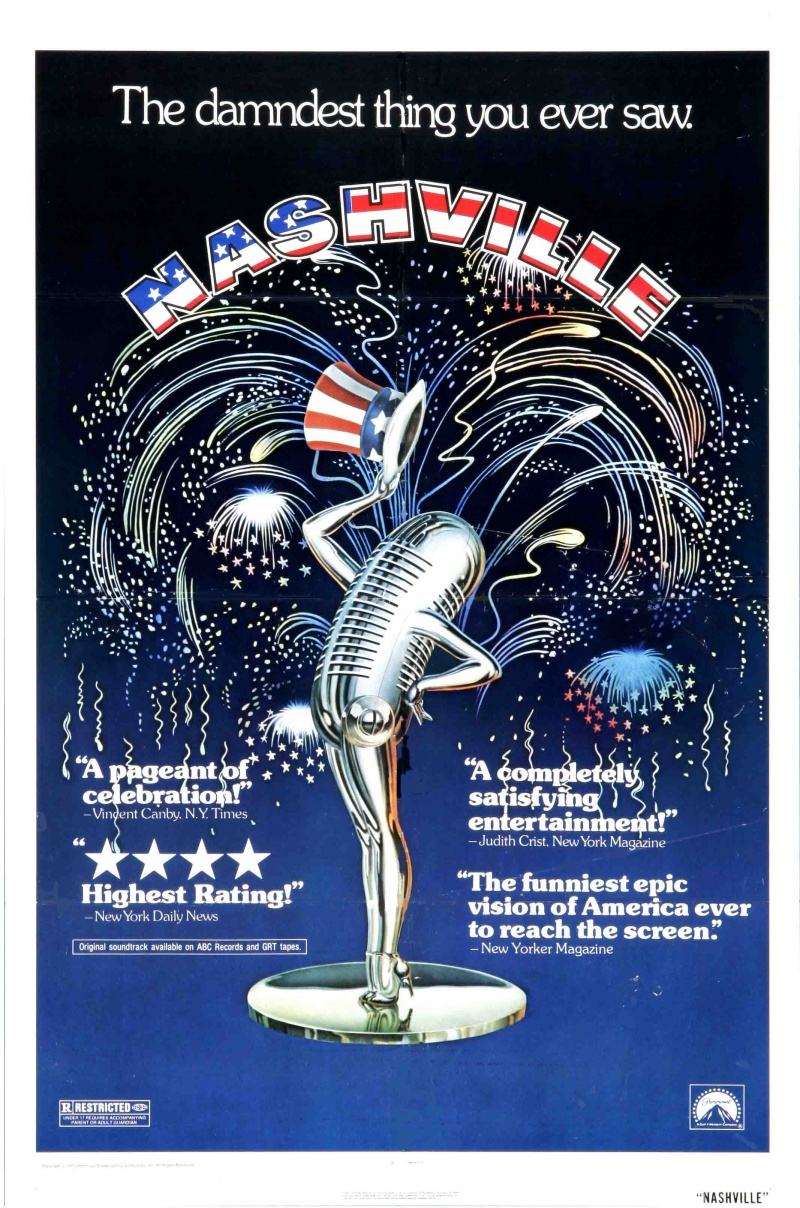 The damndest thing you ever saw.
NASHVILLE
“A pageant of
celebration!”
–Vincent Canby, N.Y. Times
“★★★★
Highest Rating!”
–New York Daily News
Original soundtrack available on ABC Records and GRT tapes.
“A completely
satisfying
entertainment!”
–Judith Crist, New York Magazine
“The funniest epic
vision of America ever
to reach the screen.”
– New Yorker Magazine
R RESTRICTED
UNDER 17 REQUIRES ACCOMPANYING
PARENT OR ADULT GUARDIAN
Paramount
“NASHVILLE”